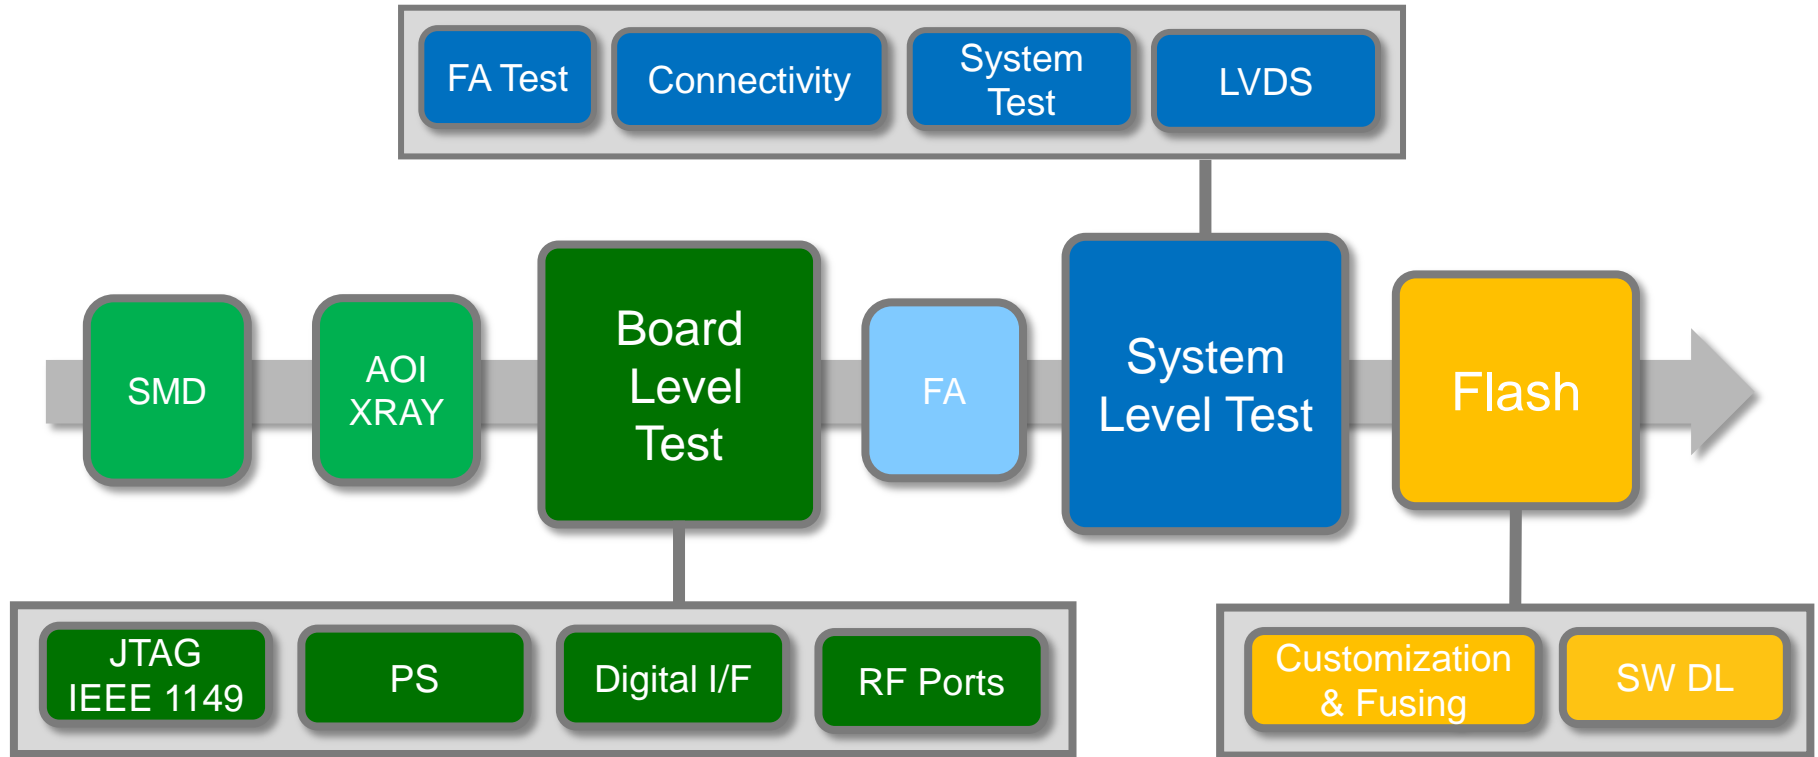 FA Test
Connectivity
System
Test
LVDS
SMD
AOI
XRAY
Board
Level
Test
FA
System
Level Test
Flash
JTAG
IEEE 1149
PS
Digital I/F
RF Ports
Customization
& Fusing
SW DL